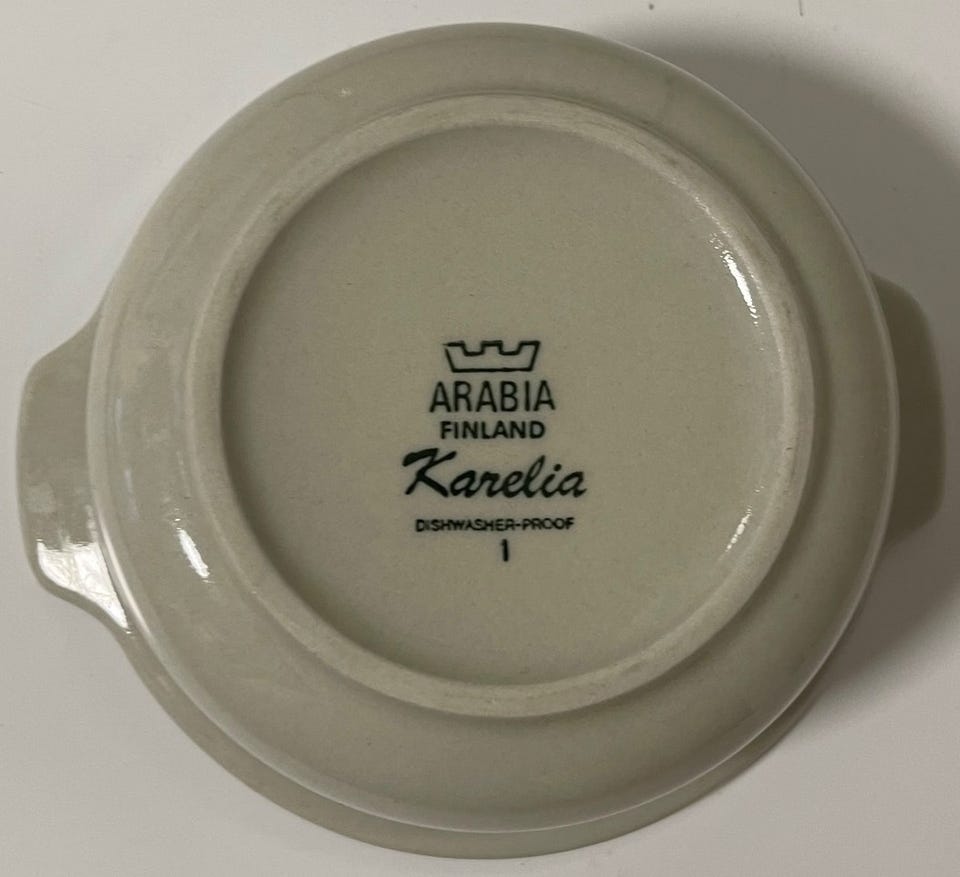 ARABIA
FINLAND
Karelia
DISHWASHER-PROOF
1